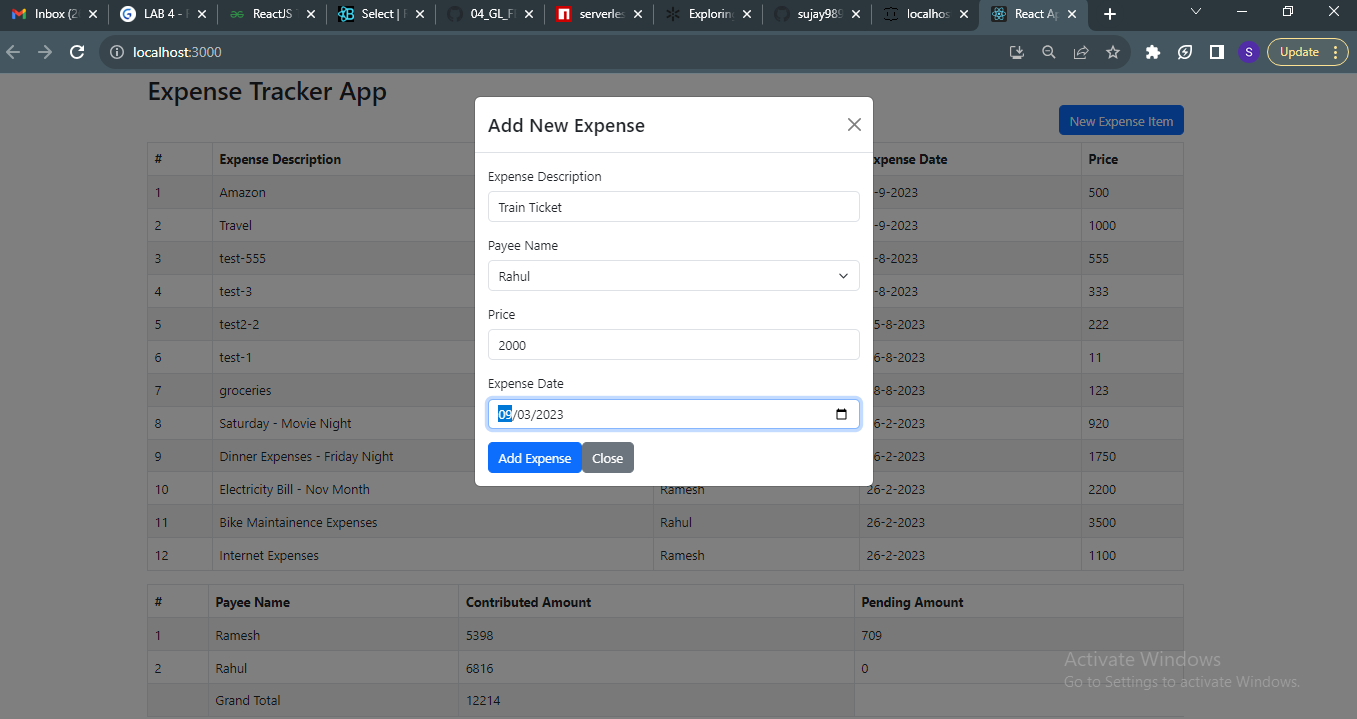 Inbox (2 LAB 4 - ReactJS Select | 04_GL_F serverles Explorin sujay989 localhos React Ap
localhost:3000 S Update
Expense Tracker App
New Expense Item
# Expense Description xpense Date Price
1 Amazon -9-2023 500
2 Travel -9-2023 1000
3 test-555 -8-2023 555
4 test-3 -8-2023 333
5 test2-2 5-8-2023 222
6 test-1 6-8-2023 11
7 groceries 8-8-2023 123
8 Saturday - Movie Night 6-2-2023 920
9 Dinner Expenses - Friday Night 6-2-2023 1750
10 Electricity Bill - Nov Month Ramesh 26-2-2023 2200
11 Bike Maintainence Expenses Rahul 26-2-2023 3500
12 Internet Expenses Ramesh 26-2-2023 1100
Add New Expense
Expense Description
Train Ticket
Payee Name
Rahul
Price
2000
Expense Date
09/03/2023
Add Expense Close
# Payee Name Contributed Amount Pending Amount
1 Ramesh 5398 709
2 Rahul 6816 0
Grand Total 12214
Activate Windows
Go to Settings to activate Windows.